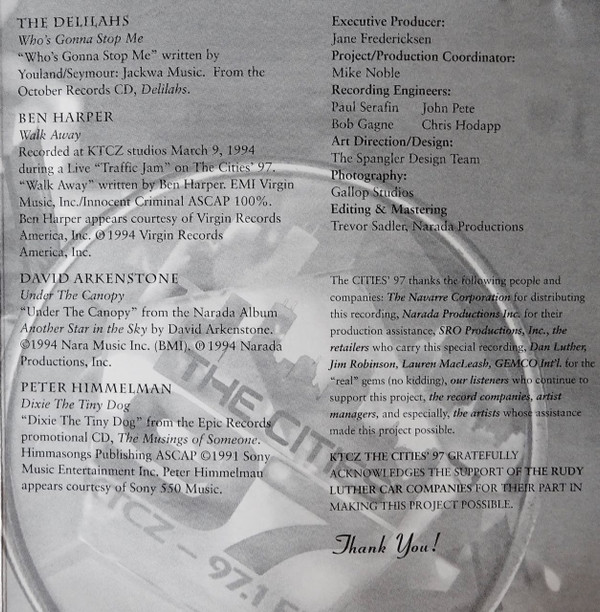 THE DELILAHS
Who's Gonna Stop Me
"Who's Gonna Stop Me" written by
Youland/Seymour: Jackwa Music. From the
October Records CD, Delilahs.
BEN HARPER
Walk Away
Recorded at KTCZ studios March 9, 1994
during a Live "Traffic Jam" on The Cities' 97.
"Walk Away" written by Ben Harper. EMI Virgin
Music, Inc./Innocent Criminal ASCAP 100%.
Ben Harper appears courtesy of Virgin Records
America, Inc. ℗1994 Virgin Records
America, Inc.
DAVID ARKENSTONE
Under The Canopy
"Under The Canopy" from the Narada Album
Another Star in the Sky by David Arkenstone.
©1994 Nara Music Inc. (BMI), ℗ 1994 Narada
Productions, Inc.
PETER HIMMELMAN
Dixie The Tiny Dog
"Dixie The Tiny Dog" from the Epic Records
promotional CD, The Musings of Someone.
Himmasongs Publishing ASCAP ©1991 Sony
Music Entertainment Inc. Peter Himmelman
appears courtesy of Sony 550 Music.
Executive Producer:
Jane Fredericksen
Project/Production Coordinator:
Mike Noble
Recording Engineers:
Paul Serafin John Pete
Bob Gagne Chris Hodapp
Art Direction/Design:
The Spangler Design Team
Photography:
Gallop Studios
Editing & Mastering
Trevor Sadler, Narada Productions
The CITIES' 97 thanks the following people and
companies: The Navarre Corporation for distributing
this recording, Narada Productions Inc. for their
production assistance, SRO Productions, Inc., the
retailers who carry this special recording, Dan Luther,
Jim Robinson, Lauren MacLeash, GEMCO Int'l. for the
"real" gems (no kidding), our listeners who continue to
support this project, the record companies, artist
managers, and especially, the artists whose assistance
made this project possible.
KTCZ THE CITIES' 97 GRATEFULLY
ACKNOWLEDGES THE SUPPORT OF THE RUDY
LUTHER CAR COMPANIES FOR THEIR PART IN
MAKING THIS PROJECT POSSIBLE.
Thank You!
THE CITIES
97
KTCZ – 97.1 F